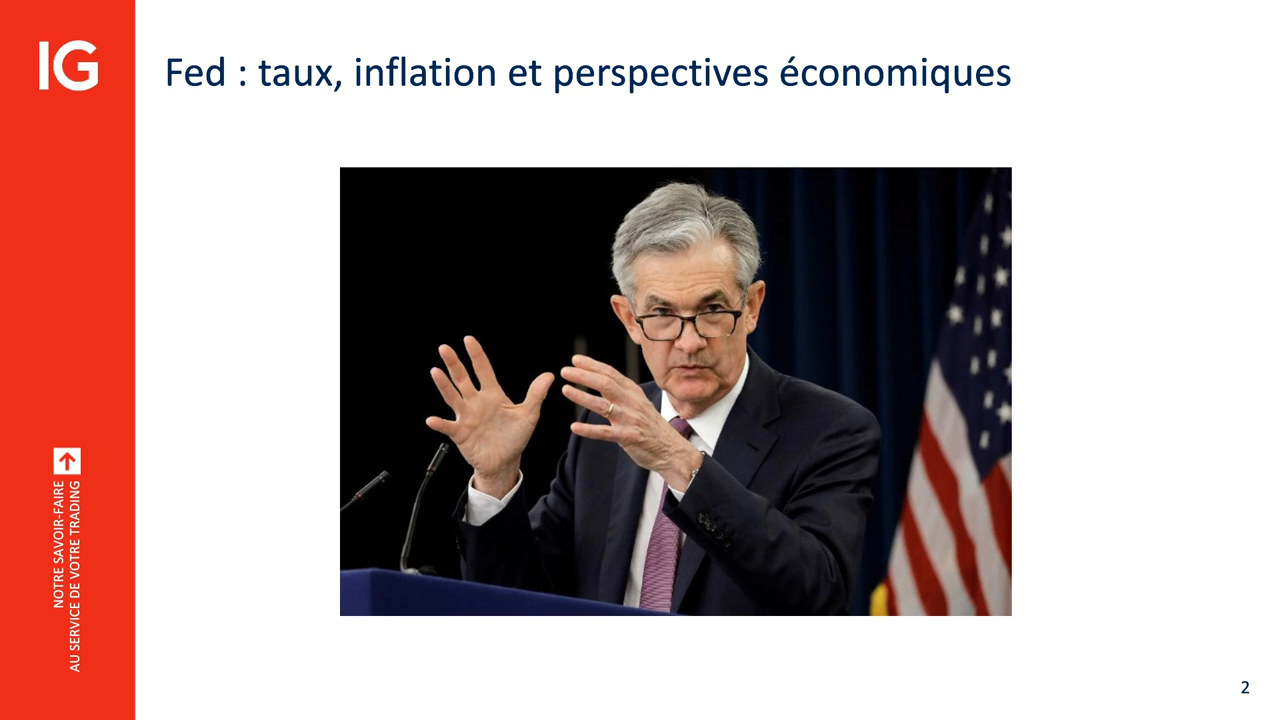 IG
Fed : taux, inflation et perspectives économiques
NOTRE SAVOIR-FAIRE
AU SERVICE DE VOTRE TRADING
2